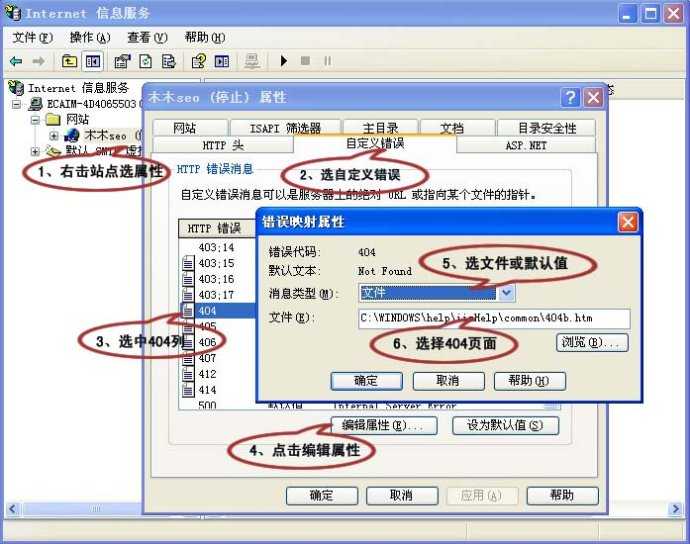 Internet 信息服务
文件(F) 操作(A) 查看(V) 帮助(H)
Internet 信息服务
ECAIM-4D4065503
网站
木木seo
默认 SMTP 虚拟
1、右击站点选属性
木木seo (停止) 属性
网站 ISAPI 筛选器 主目录 文档 目录安全性
HTTP 头 自定义错误 ASP.NET
HTTP 错误消息
2、选自定义错误
自定义错误消息可以是服务器上的绝对 URL 或指向某个文件的指针。
HTTP 错误
403;14
403;15
403;16
403;17
404
405
406
407
412
414
500 默认值 Internal Server Error
3、选中404列
错误映射属性
错误代码: 404
默认文本: Not Found
5、选文件或默认值
消息类型(M): 文件
文件(E): C:\WINDOWS\help\iisHelp\common\404b.htm
6、选择404页面
浏览(B)...
确定 取消 帮助(H)
编辑属性(E)... 设为默认值(S)
4、点击编辑属性
确定 取消 应用(A) 帮助